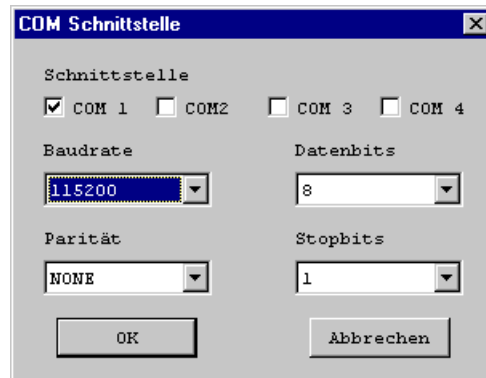 COM Schnittstelle
Schnittstelle
COM 1 COM2 COM 3 COM 4
Baudrate Datenbits
115200 8
Parität Stopbits
NONE 1
OK Abbrechen